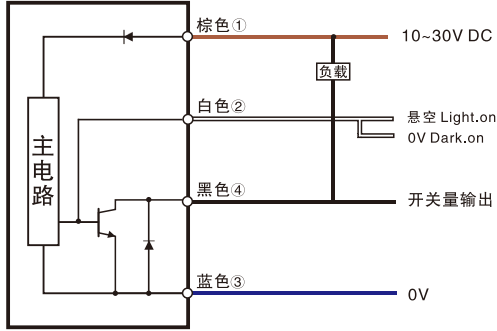 棕色①
10~30V DC
负载
白色②
悬空 Light.on
0V Dark.on
主电路
黑色④
开关量输出
蓝色③
0V